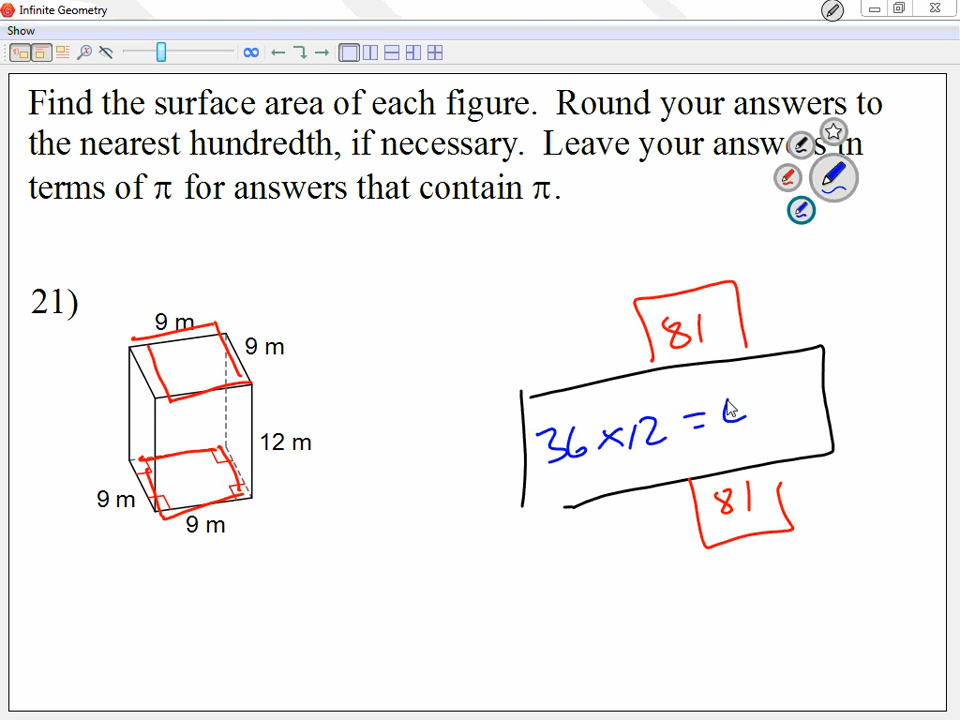 Infinite Geometry
Show
Find the surface area of each figure. Round your answers to
the nearest hundredth, if necessary. Leave your answers in
terms of π for answers that contain π.
21)
9 m
9 m
12 m
9 m
9 m
81
36 × 12 =
81